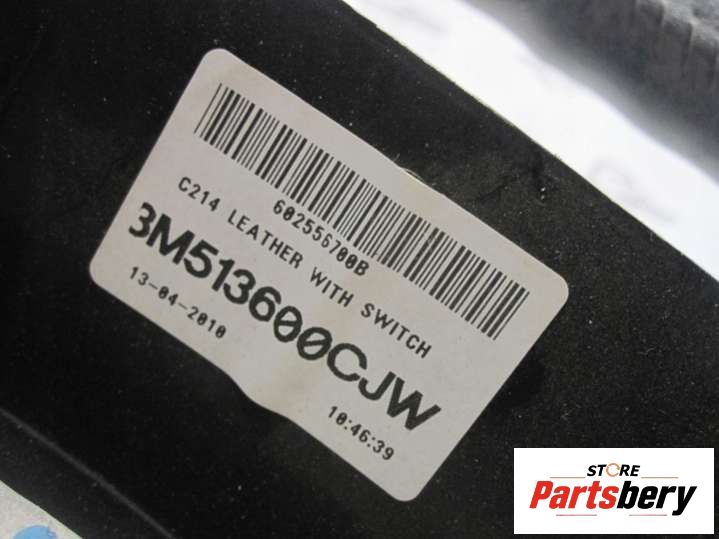 602556700B
C214 LEATHER WITH SWITCH
3M513600CJW
13-04-2010
10:46:39
STORE
Partsbery